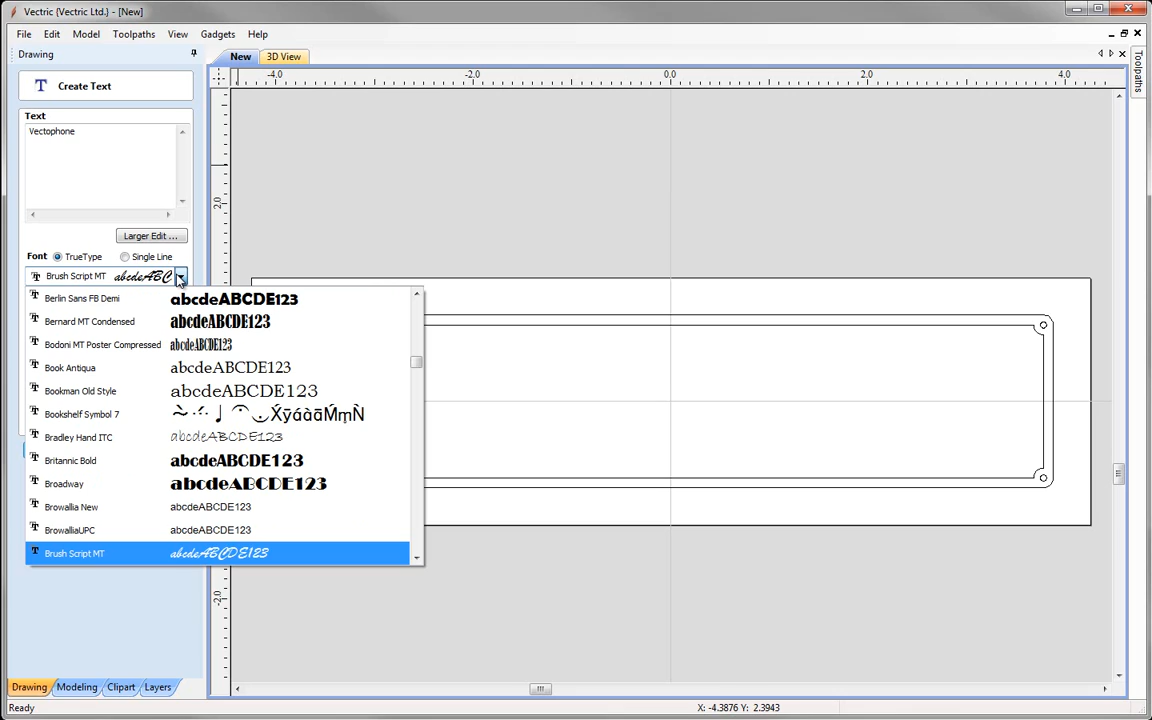 Vectric {Vectric Ltd.} - [New]
File Edit Model Toolpaths View Gadgets Help
Drawing
New 3D View
Create Text
-4.0 -2.0 0.0 2.0 4.0
Toolpaths
Text
Vectophone
2.0
Larger Edit ...
Font TrueType Single Line
Brush Script MT abcdeABC
Berlin Sans FB Demi abcdeABCDE123
Bernard MT Condensed abcdeABCDE123
Bodoni MT Poster Compressed abcdeABCDE123
Book Antiqua abcdeABCDE123
Bookman Old Style abcdeABCDE123
Bookshelf Symbol 7
Bradley Hand ITC abcdeABCDE123
Britannic Bold abcdeABCDE123
Broadway abcdeABCDE123
Browallia New abcdeABCDE123
BrowalliaUPC abcdeABCDE123
Brush Script MT abcdeABCDE123
-2.0
Drawing Modeling Clipart Layers
Ready X: -4.3876 Y: 2.3943